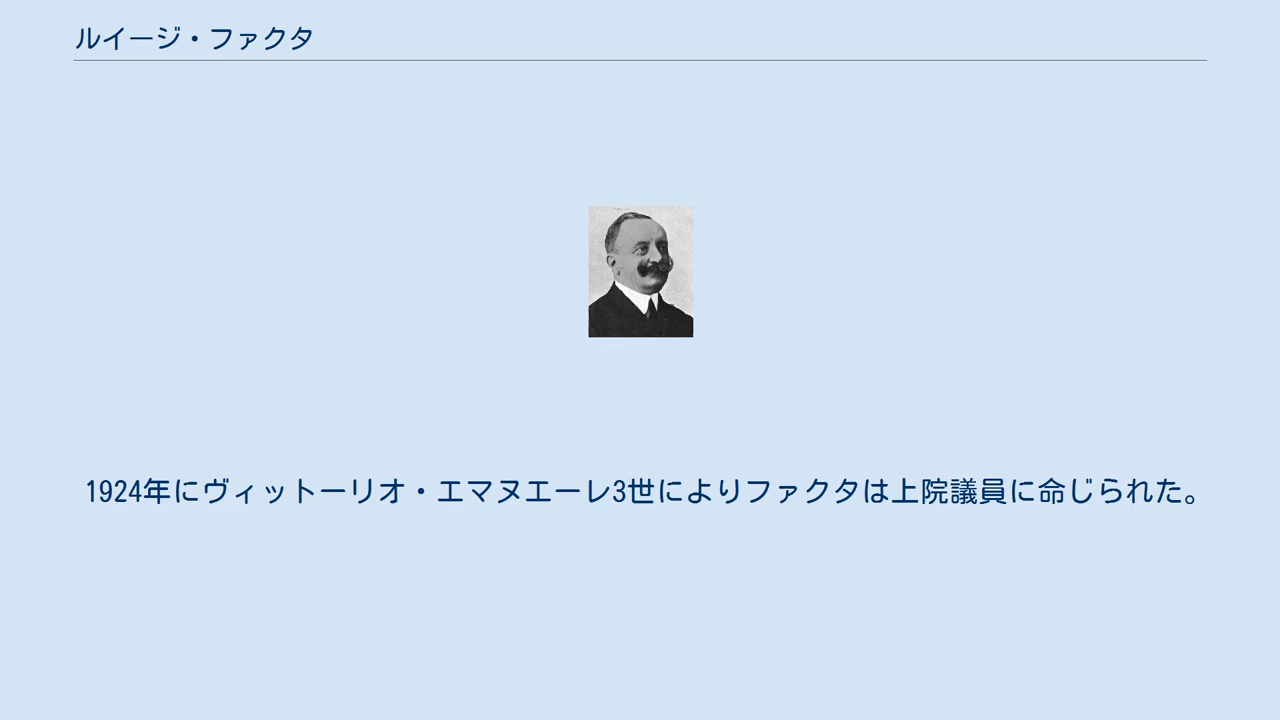 ルイージ・ファクタ
1924年にヴィットーリオ・エマヌエーレ3世によりファクタは上院議員に命じられた。